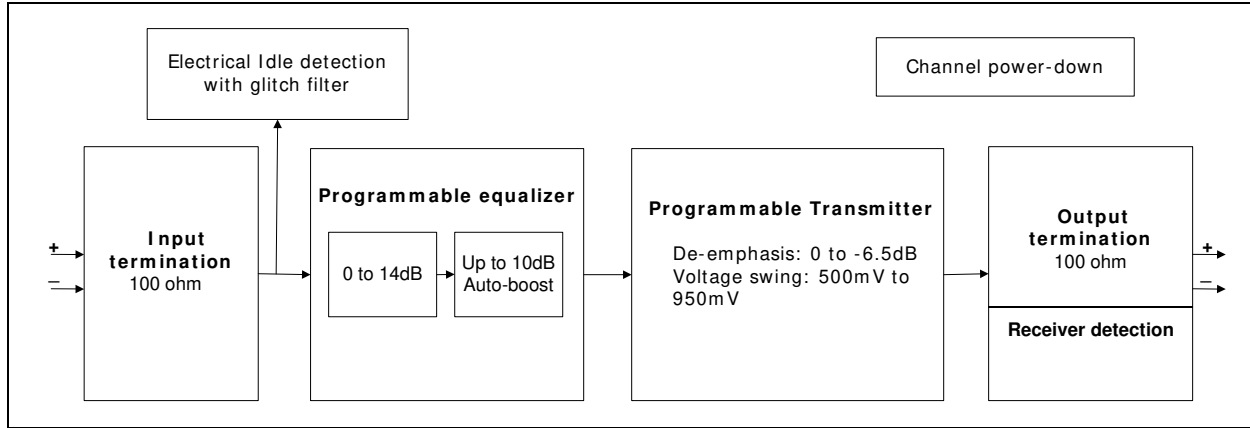 Electrical Idle detection
with glitch filter
Channel power-down
+
–
Input
termination
100 ohm
Programmable equalizer
0 to 14dB
Up to 10dB
Auto-boost
Programmable Transmitter
De-emphasis: 0 to -6.5dB
Voltage swing: 500mV to
950mV
Output
termination
100 ohm
Receiver detection
+
–